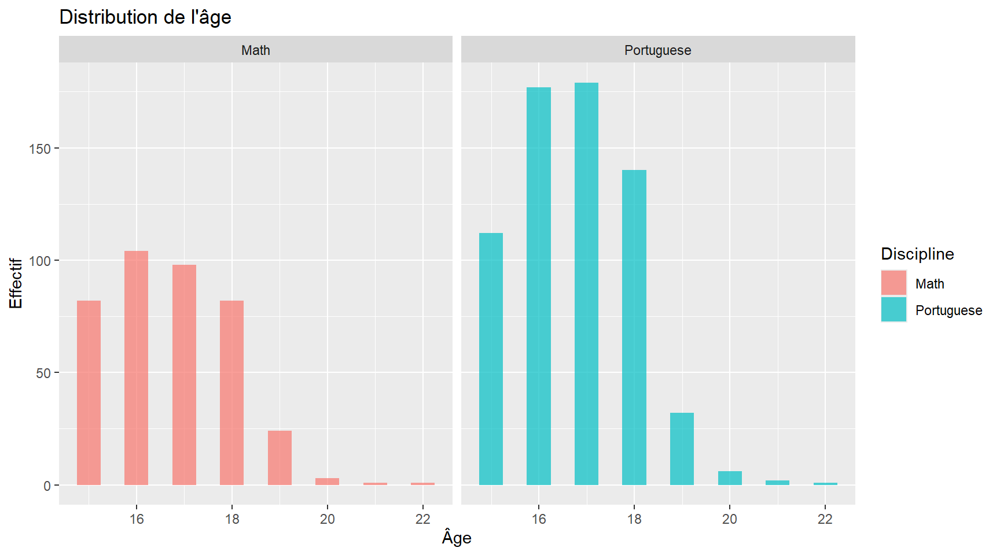 Distribution de l'âge
Math
Portuguese
150
100
50
0
Effectif
16
18
20
22
16
18
20
22
Âge
Discipline
Math
Portuguese